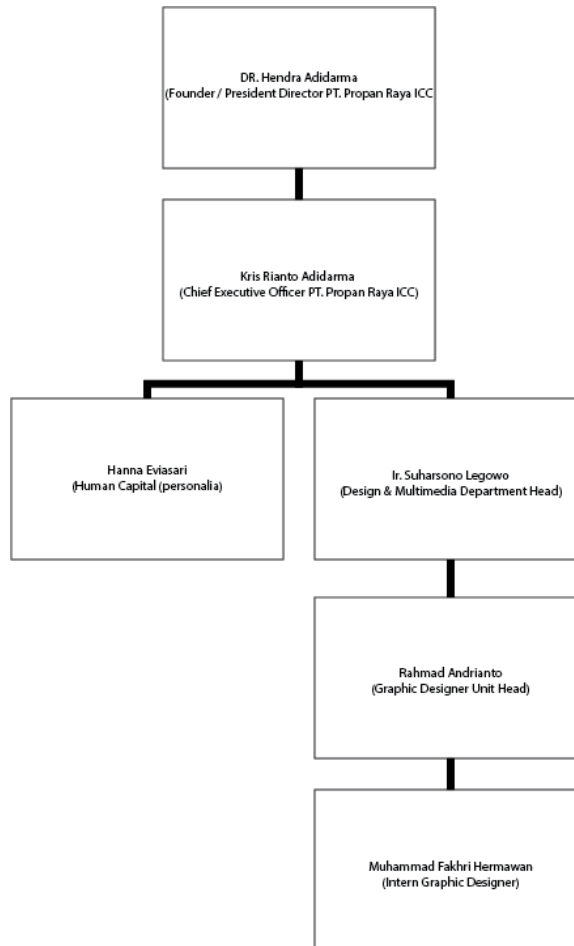 DR. Hendra Adidarma
(Founder / President Director PT. Propan Raya ICC
Kris Rianto Adidarma
(Chief Executive Officer PT. Propan Raya ICC)
Hanna Eviasari
(Human Capital (personalia)
Ir. Suharsono Legowo
(Design & Multimedia Department Head)
Rahmad Andrianto
(Graphic Designer Unit Head)
Muhammad Fakhri Hermawan
(Intern Graphic Designer)